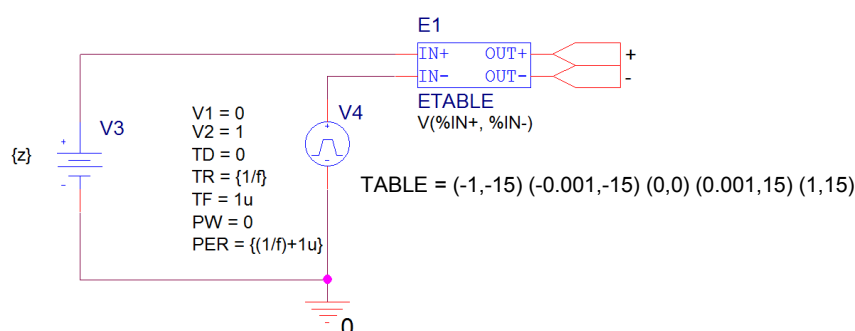 E1
IN+ OUT+
IN- OUT-
+
-
ETABLE
V(%IN+, %IN-)
V3
+
-
{z}
V4
+
-
V1 = 0
V2 = 1
TD = 0
TR = {1/f}
TF = 1u
PW = 0
PER = {(1/f)+1u}
TABLE = (-1,-15) (-0.001,-15) (0,0) (0.001,15) (1,15)
0